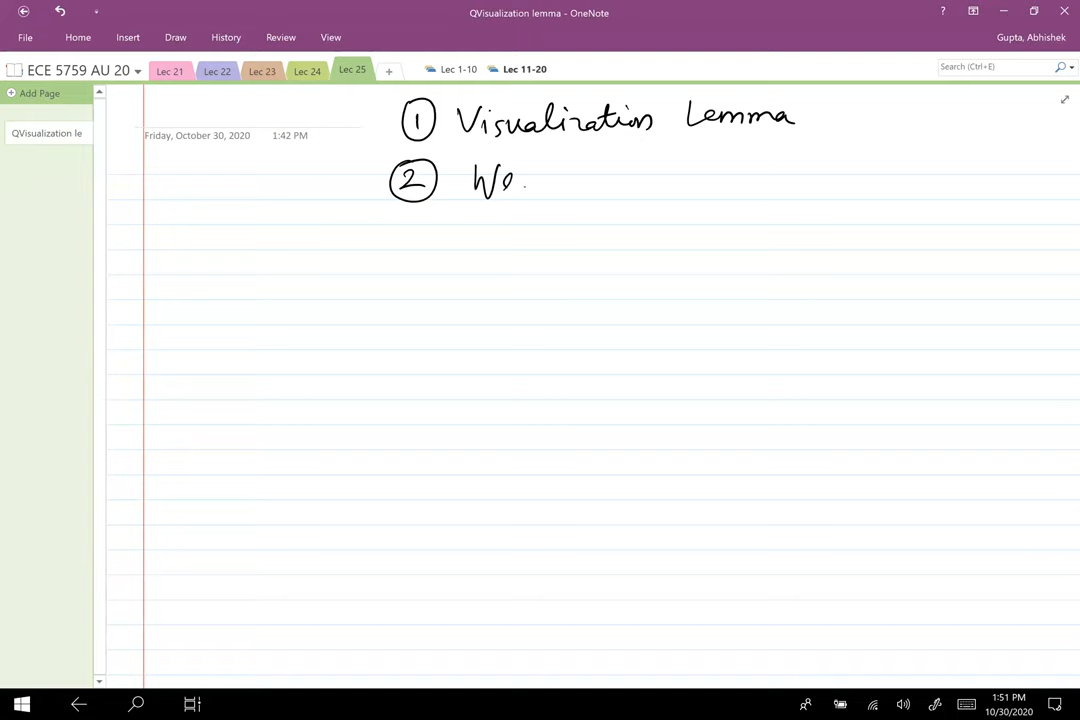 QVisualization lemma - OneNote
File Home Insert Draw History Review View
Gupta, Abhishek
ECE 5759 AU 20 Lec 21 Lec 22 Lec 23 Lec 24 Lec 25 + Lec 1-10 Lec 11-20
Search (Ctrl+E)
Add Page
QVisualization le
Friday, October 30, 2020 1:42 PM
① Visualization Lemma
② We
1:51 PM
10/30/2020